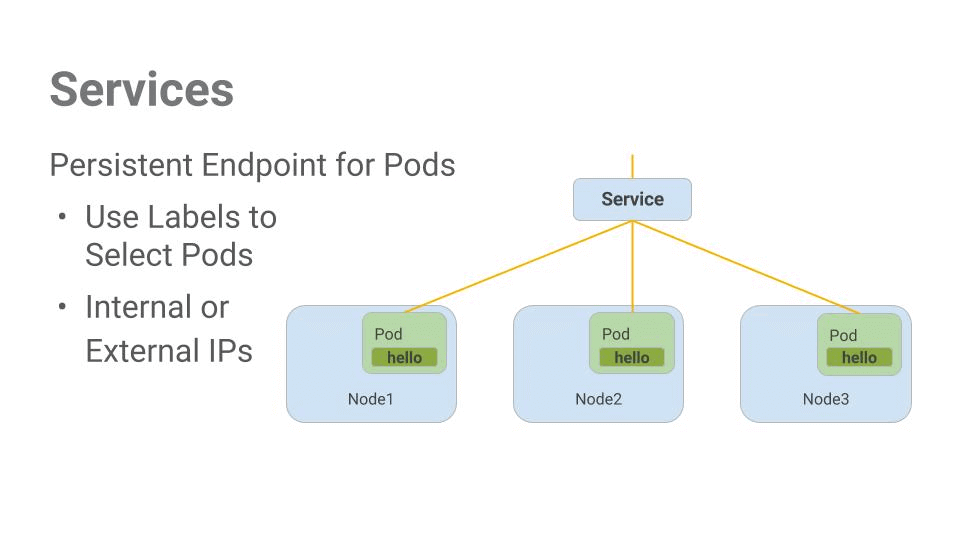 Services
Persistent Endpoint for Pods
• Use Labels to
Select Pods
• Internal or
External IPs
Service
Pod
hello
Node1
Pod
hello
Node2
Pod
hello
Node3